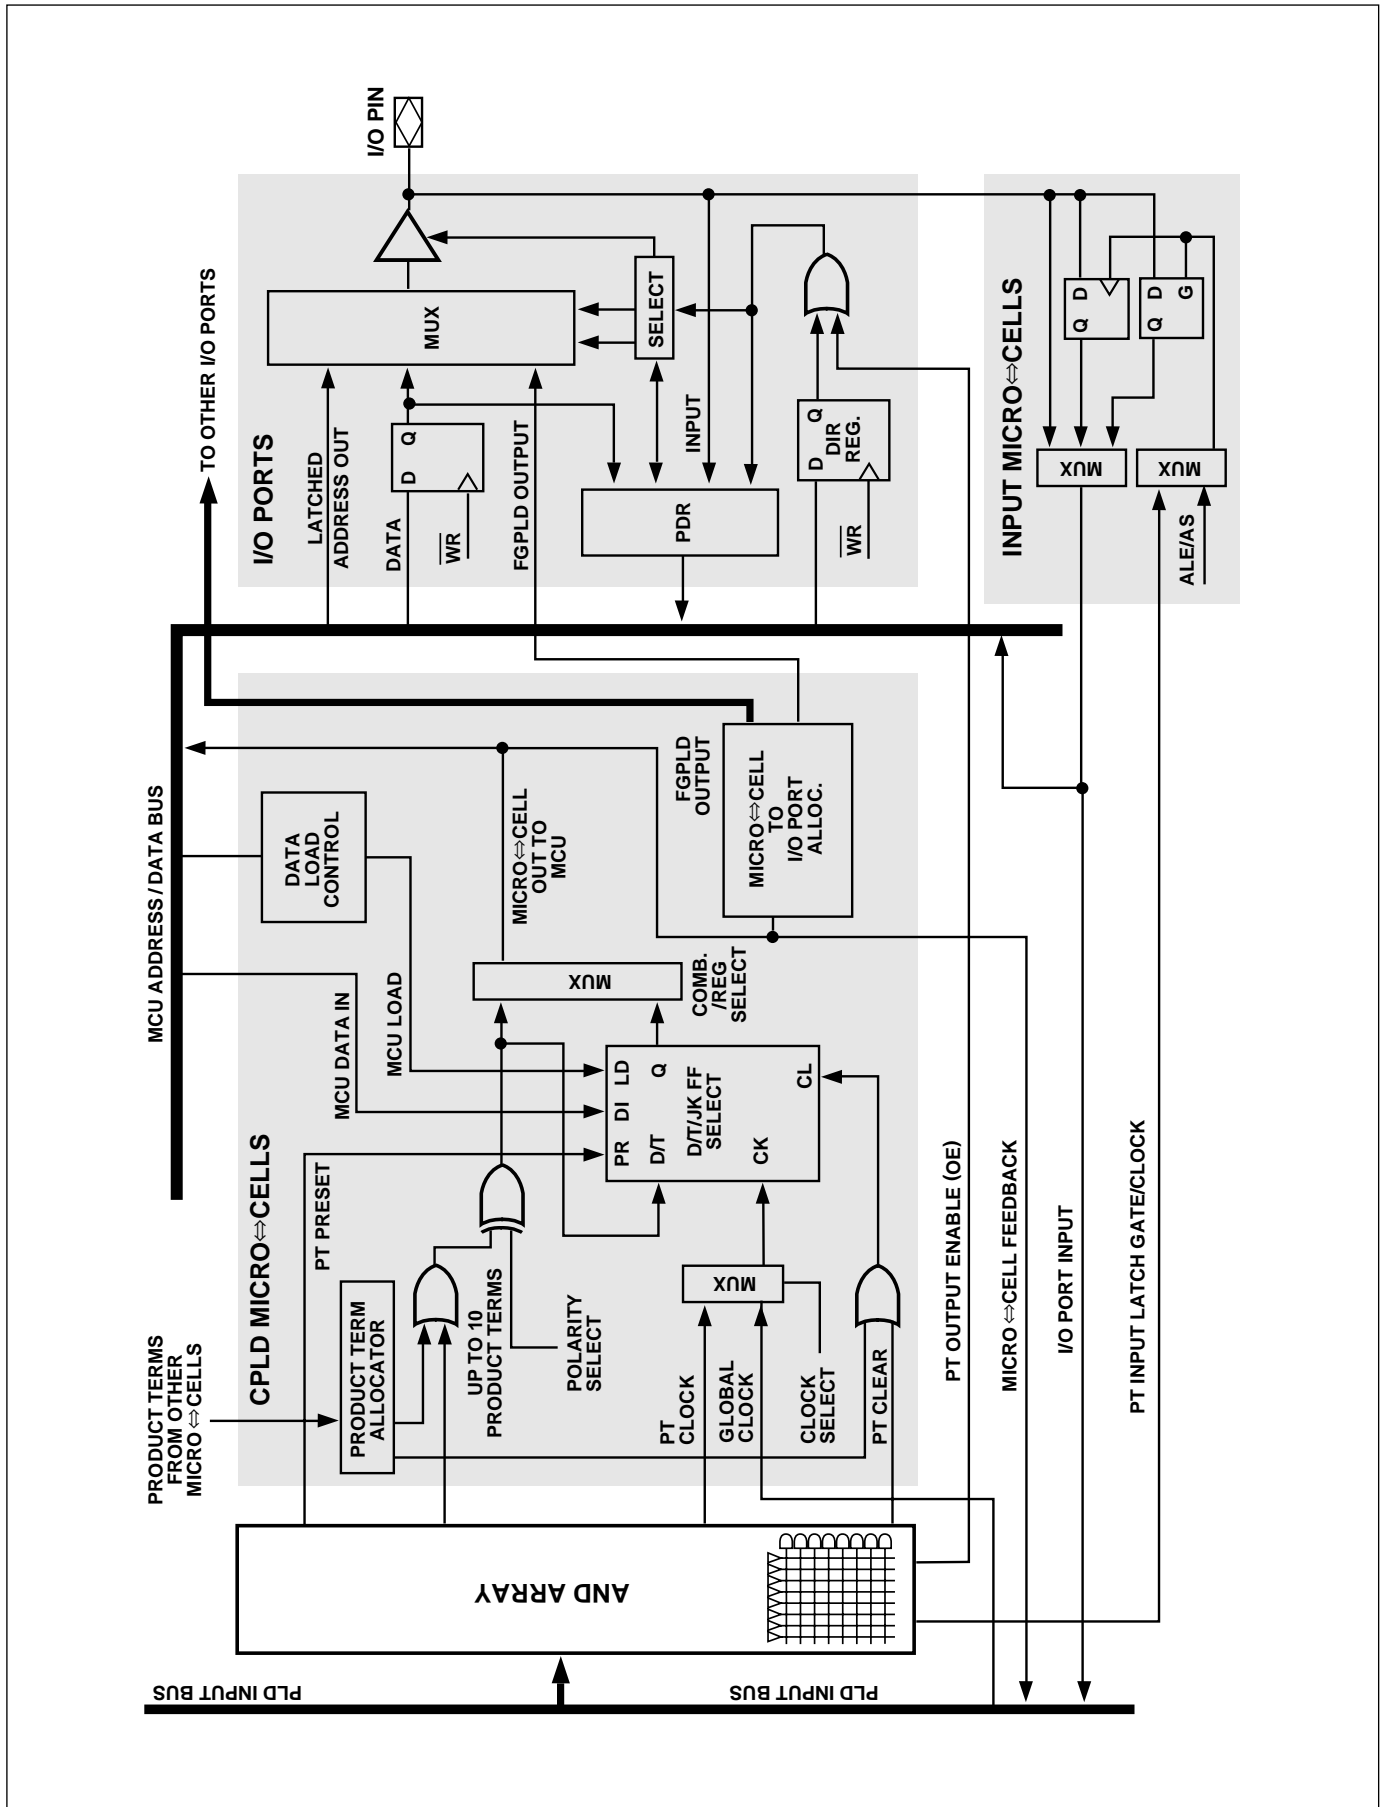 PLD INPUT BUS
PLD INPUT BUS
AND ARRAY
PRODUCT TERMS
FROM OTHER
MICRO⇔CELLS
CPLD MICRO⇔CELLS
PT PRESET
PRODUCT TERM
ALLOCATOR
UP TO 10
PRODUCT TERMS
POLARITY
SELECT
PT
CLOCK
GLOBAL
CLOCK
CLOCK
SELECT
PT CLEAR
MUX
MCU ADDRESS / DATA BUS
MCU DATA IN
MCU LOAD
DATA
LOAD
CONTROL
PR DI LD
D/T Q
D/T/JK FF
SELECT
CK CL
MUX
COMB.
/REG
SELECT
MICRO⇔CELL
OUT TO
MCU
FGPLD
OUTPUT
MICRO⇔CELL
TO
I/O PORT
ALLOC.
TO OTHER I/O PORTS
I/O PORTS
LATCHED
ADDRESS OUT
DATA
WR
D Q
FGPLD OUTPUT
MUX
I/O PIN
SELECT
INPUT
PDR
D Q
DIR
REG.
WR
INPUT MICRO⇔CELLS
MUX
Q D
Q D
G
MUX
ALE/AS
PT OUTPUT ENABLE (OE)
MICRO⇔CELL FEEDBACK
I/O PORT INPUT
PT INPUT LATCH GATE/CLOCK